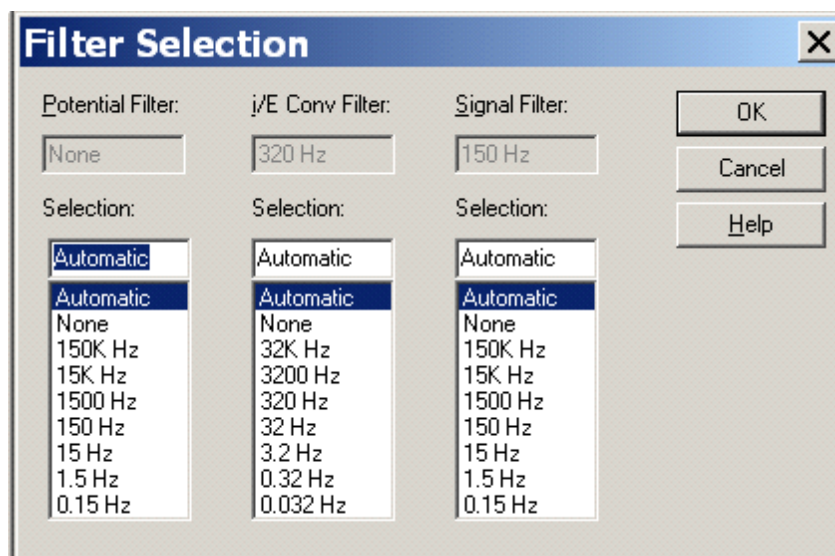 Filter Selection
Potential Filter: i/E Conv Filter: Signal Filter: OK
None 320 Hz 150 Hz Cancel
Selection: Selection: Selection: Help
Automatic Automatic Automatic
Automatic Automatic Automatic
None None None
150K Hz 32K Hz 150K Hz
15K Hz 3200 Hz 15K Hz
1500 Hz 320 Hz 1500 Hz
150 Hz 32 Hz 150 Hz
15 Hz 3.2 Hz 15 Hz
1.5 Hz 0.32 Hz 1.5 Hz
0.15 Hz 0.032 Hz 0.15 Hz